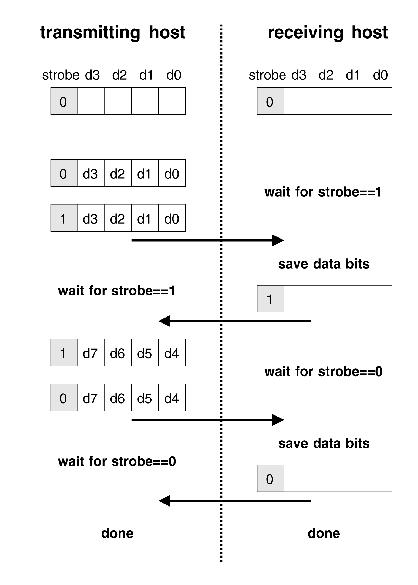 transmitting host receiving host
strobe d3 d2 d1 d0 strobe d3 d2 d1 d0
0 0
0 d3 d2 d1 d0
wait for strobe==1
1 d3 d2 d1 d0
save data bits
wait for strobe==1
1
1 d7 d6 d5 d4
wait for strobe==0
0 d7 d6 d5 d4
save data bits
wait for strobe==0
0
done done